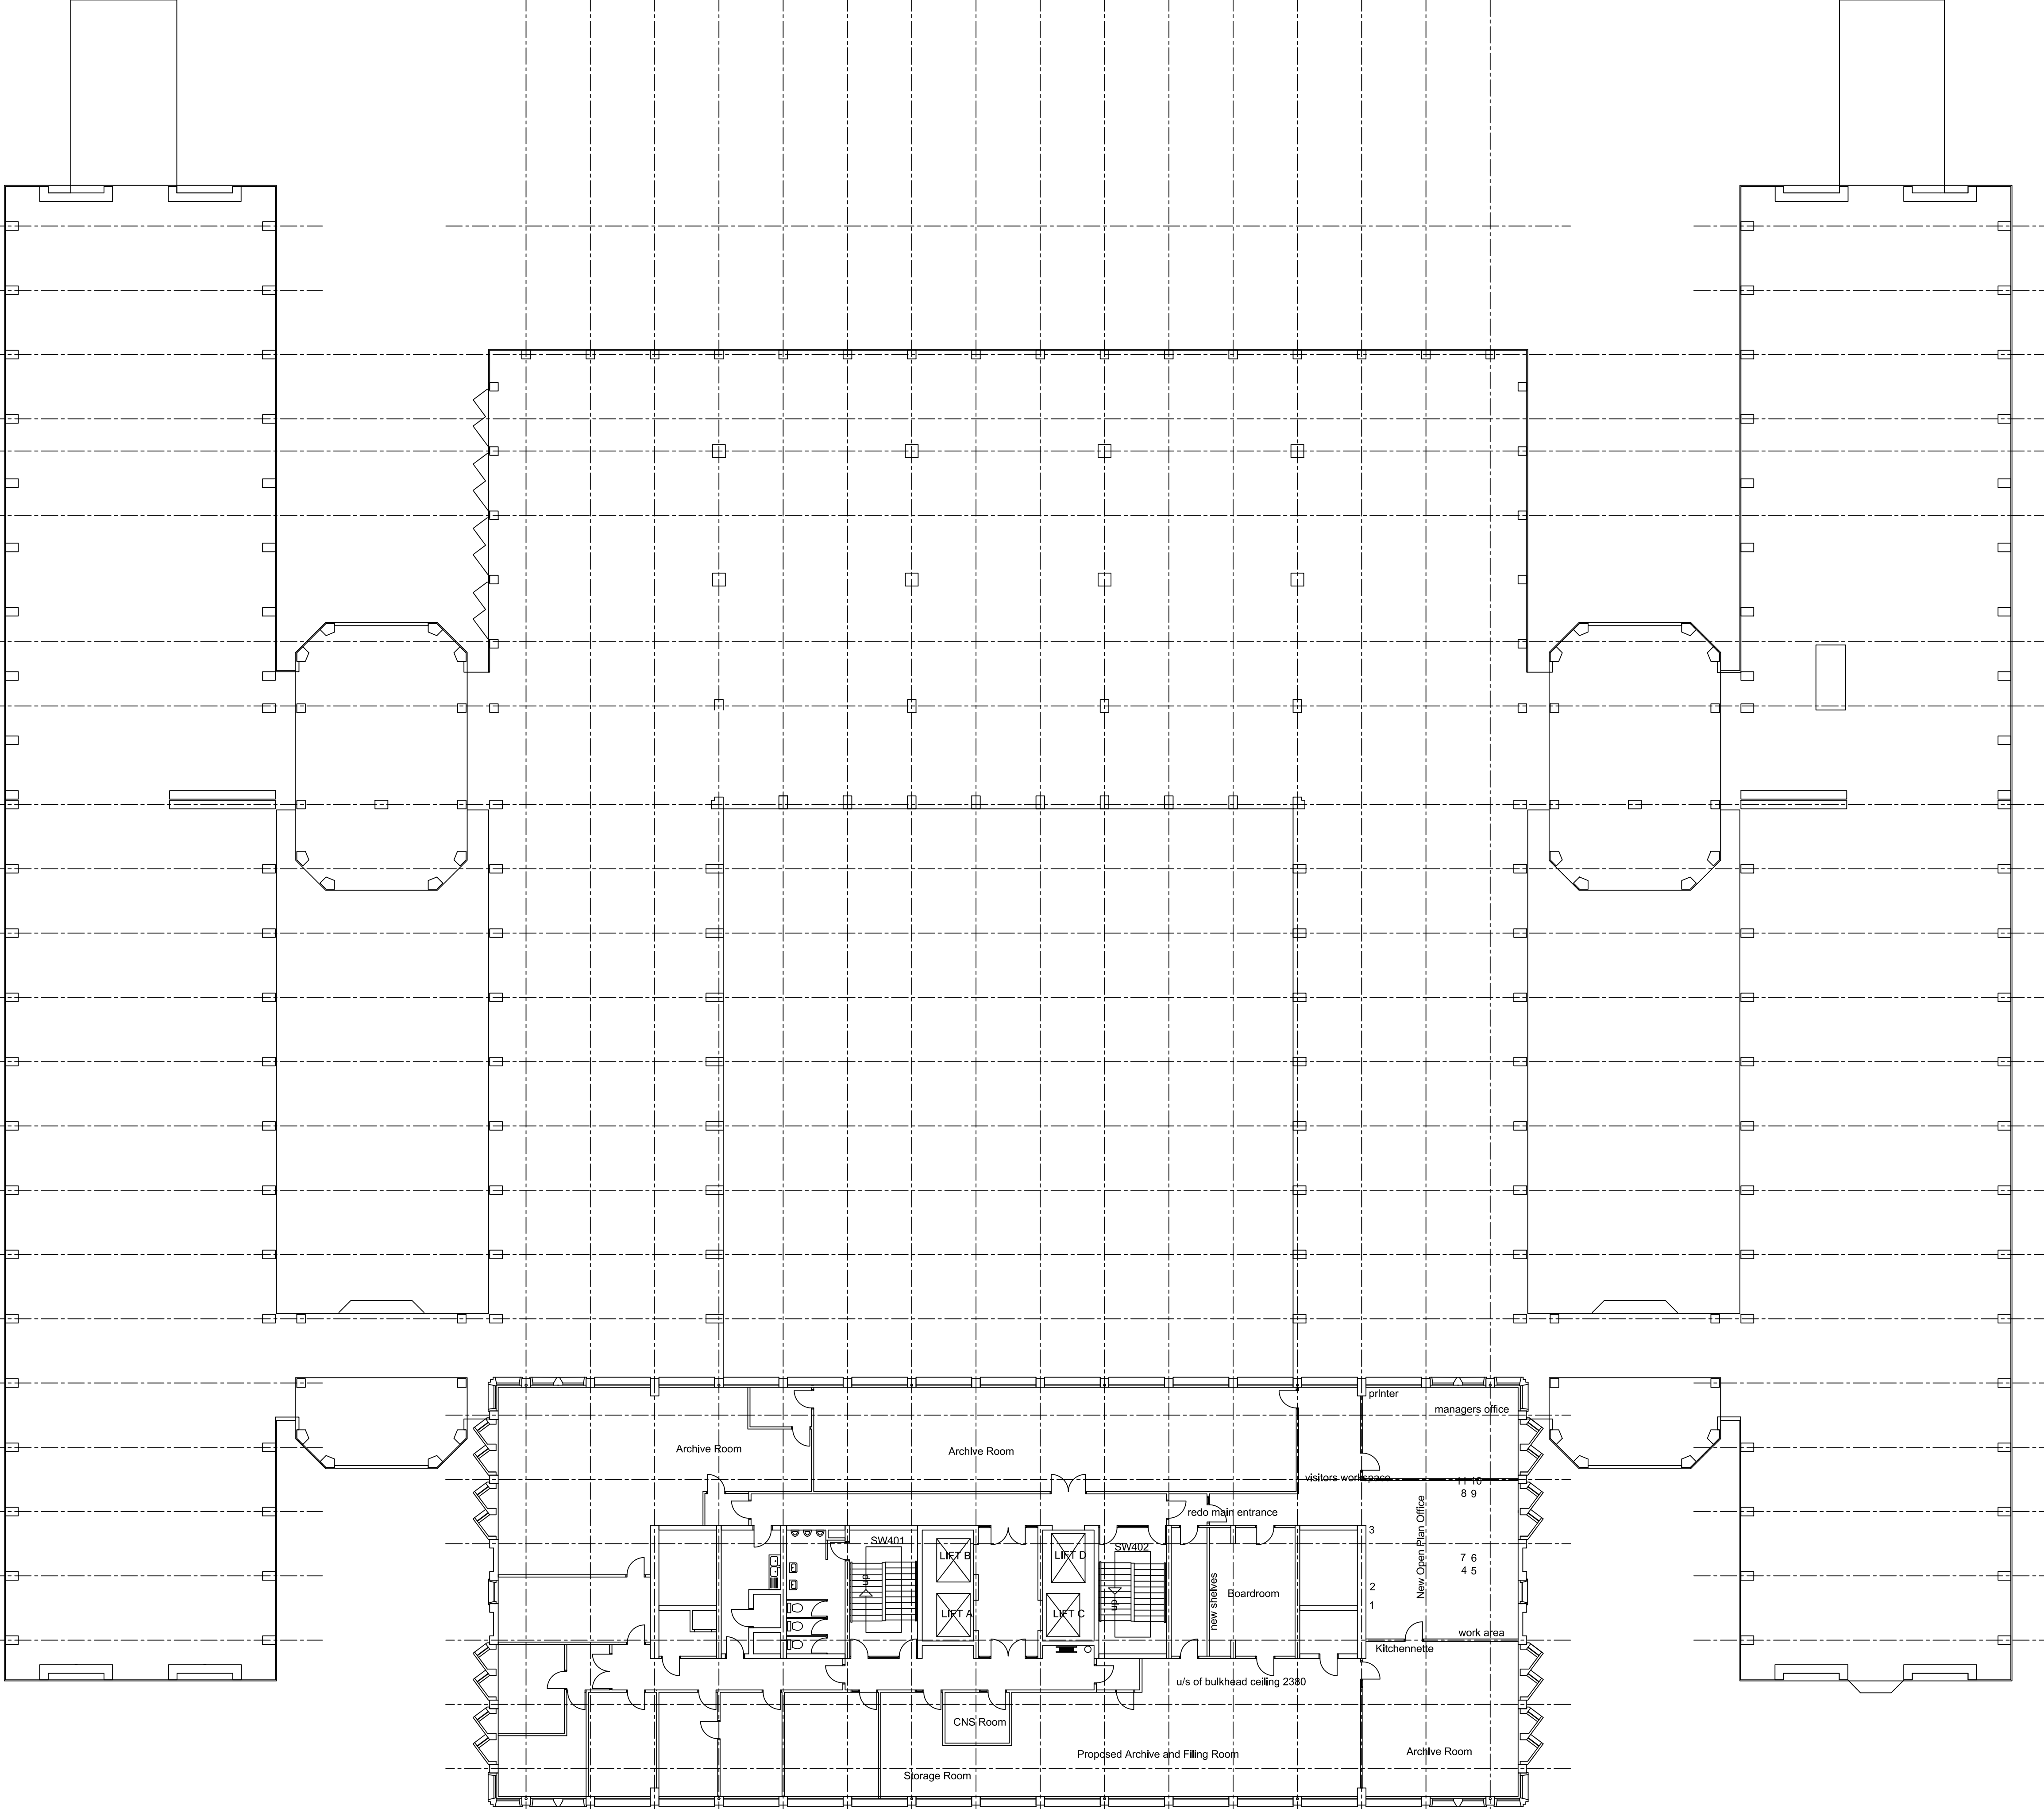 printer
managers office
Archive Room
Archive Room
visitors workspace
11 10
8 9
redo main entrance
New Open Plan Office
3
SW401
SW402
LIFT B
LIFT D
up
7 6
4 5
new shelves
Boardroom
2
1
up
LIFT A
LIFT C
work area
Kitchennette
u/s of bulkhead ceiling 2380
CNS Room
Proposed Archive and Filing Room
Archive Room
Storage Room